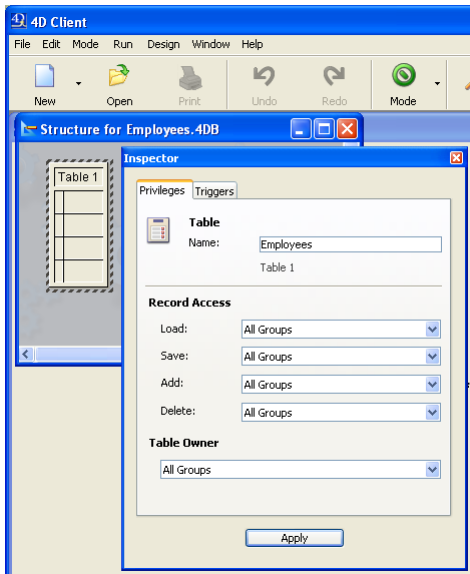 4D Client
File Edit Mode Run Design Window Help
New Open Print Undo Redo Mode
Structure for Employees.4DB
Table 1
Inspector
Privileges Triggers
Table
Name: Employees
Table 1
Record Access
Load: All Groups
Save: All Groups
Add: All Groups
Delete: All Groups
Table Owner
All Groups
Apply